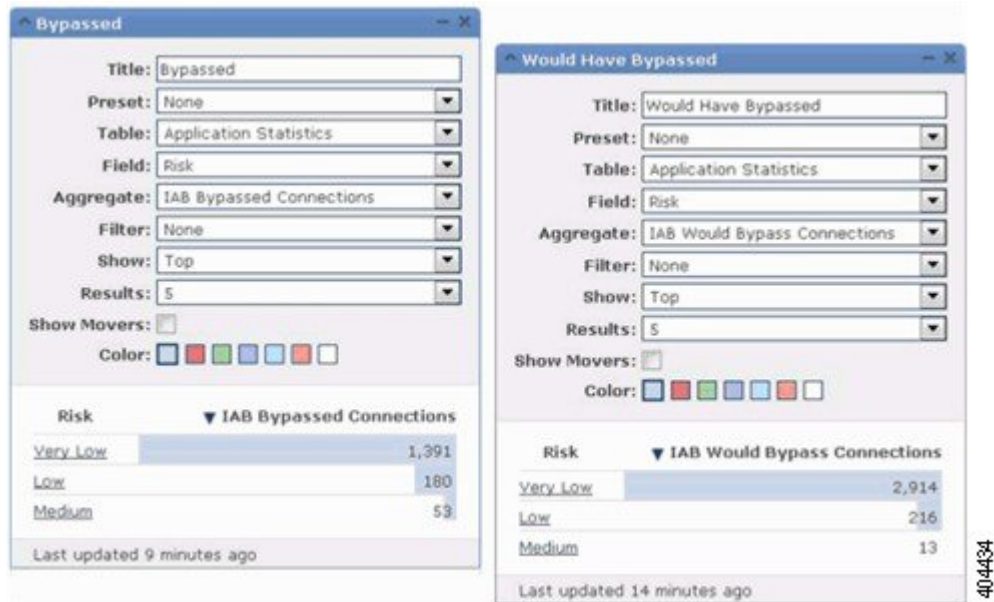 Bypassed
Title: Bypassed
Preset: None
Table: Application Statistics
Field: Risk
Aggregate: IAB Bypassed Connections
Filter: None
Show: Top
Results: 5
Show Movers:
Color:
Risk IAB Bypassed Connections
Very Low 1,391
Low 180
Medium 53
Last updated 9 minutes ago
Would Have Bypassed
Title: Would Have Bypassed
Preset: None
Table: Application Statistics
Field: Risk
Aggregate: IAB Would Bypass Connections
Filter: None
Show: Top
Results: 5
Show Movers:
Color:
Risk IAB Would Bypass Connections
Very Low 2,914
Low 216
Medium 13
Last updated 14 minutes ago
404434